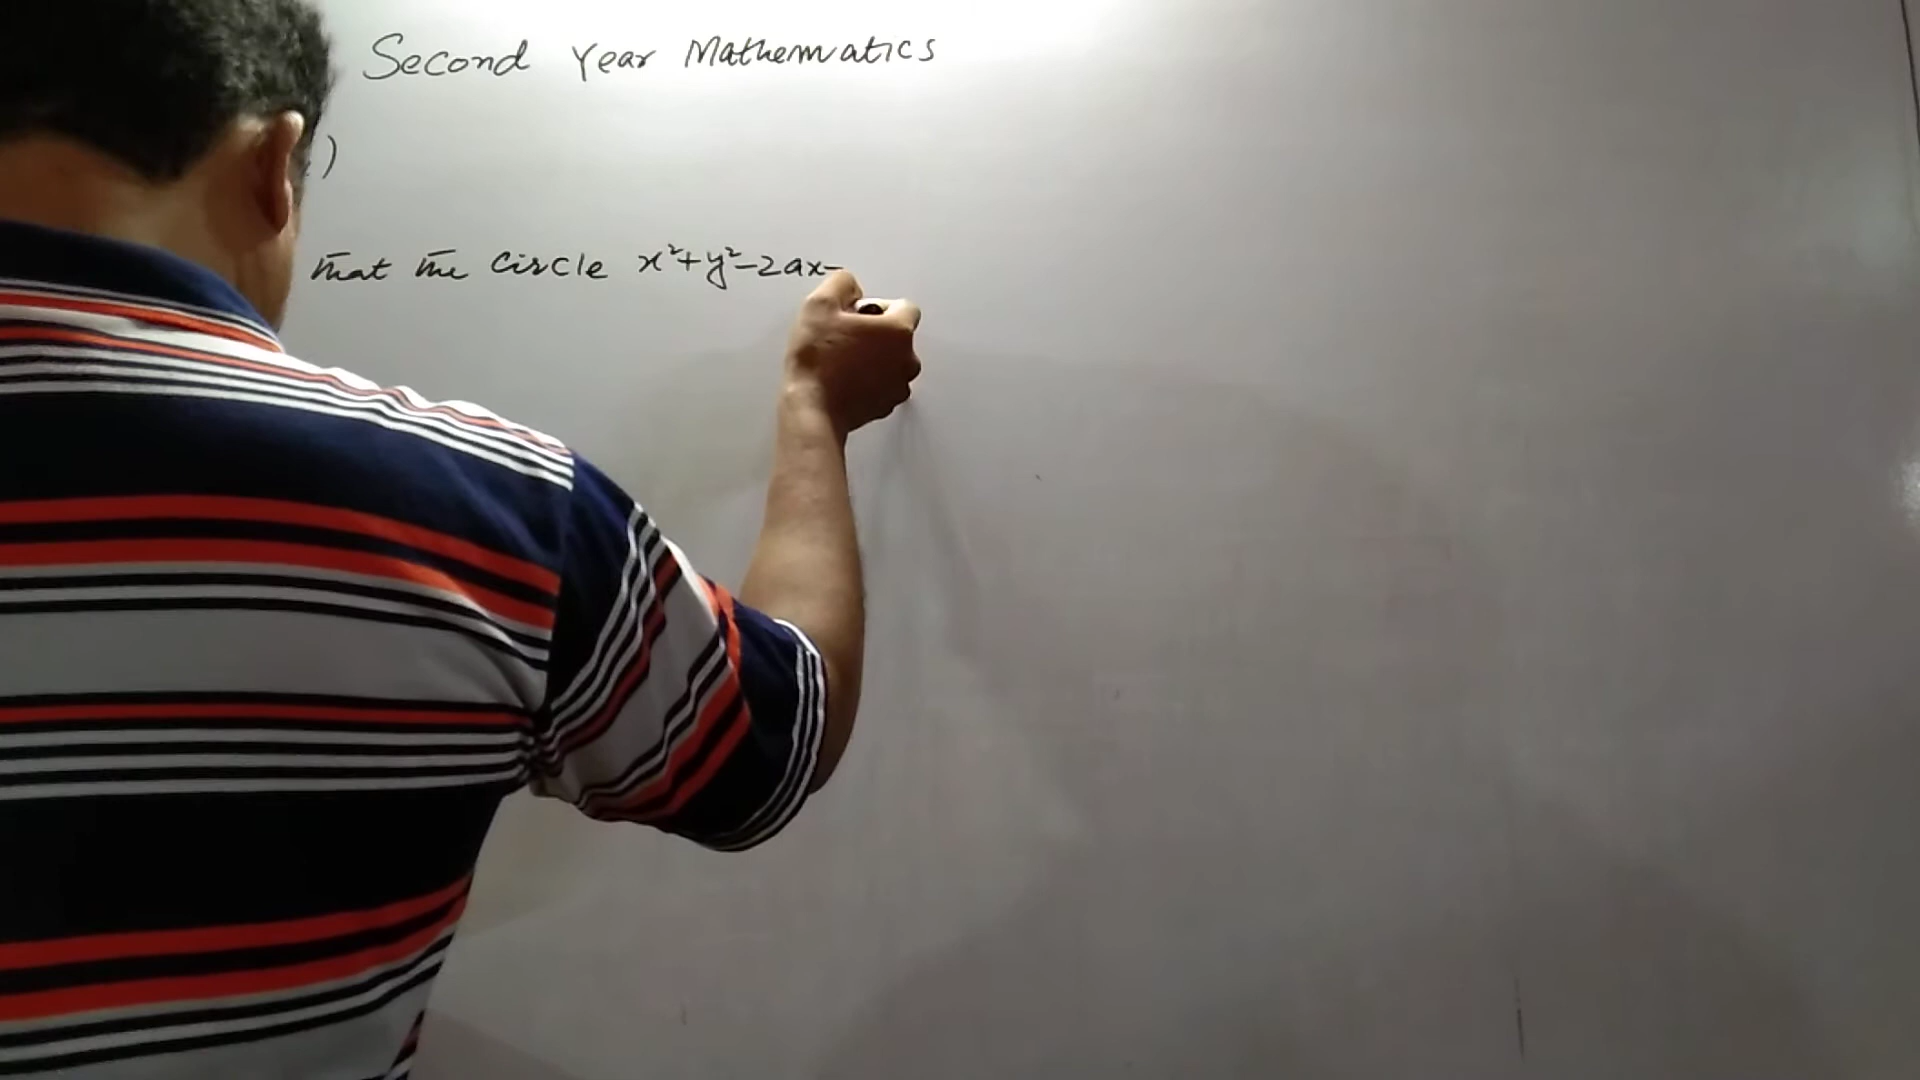 Second Year Mathematics
)
that the circle x²+y²-2ax-